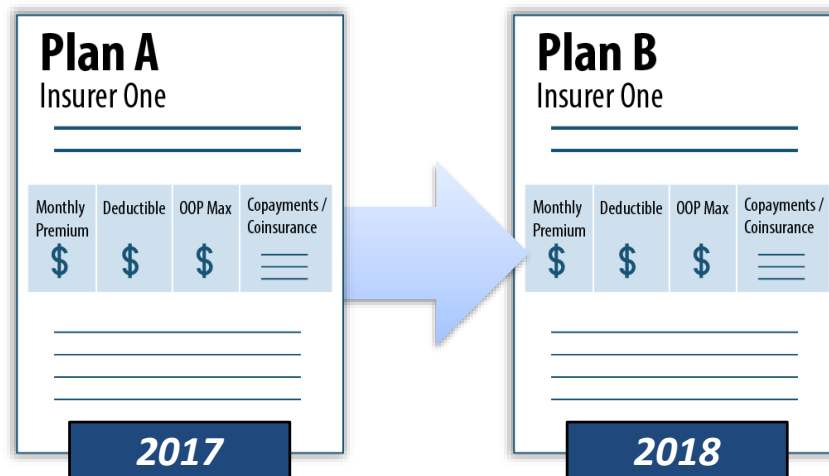 Plan A
Insurer One
Monthly Premium
Deductible
OOP Max
Copayments / Coinsurance
$ $ $
2017
Plan B
Insurer One
Monthly Premium
Deductible
OOP Max
Copayments / Coinsurance
$ $ $
2018